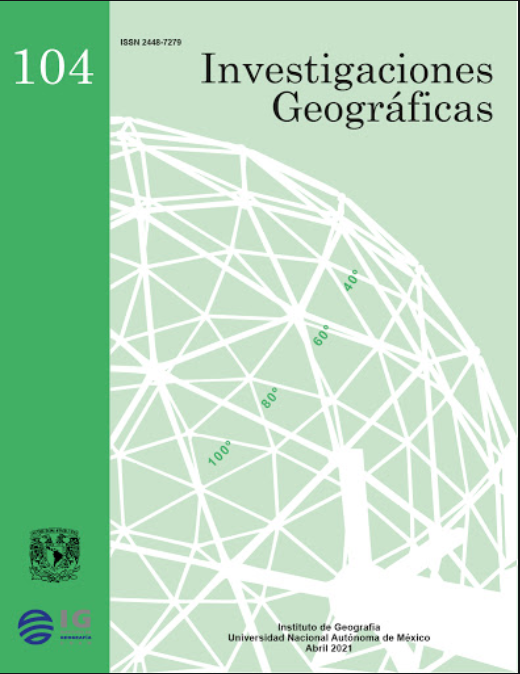 ISSN 2448-7279
104
Investigaciones
Geográficas
40°
60°
80°
100°
IG
GEOGRAFÍA
Instituto de Geografía
Universidad Nacional Autónoma de México
Abril 2021